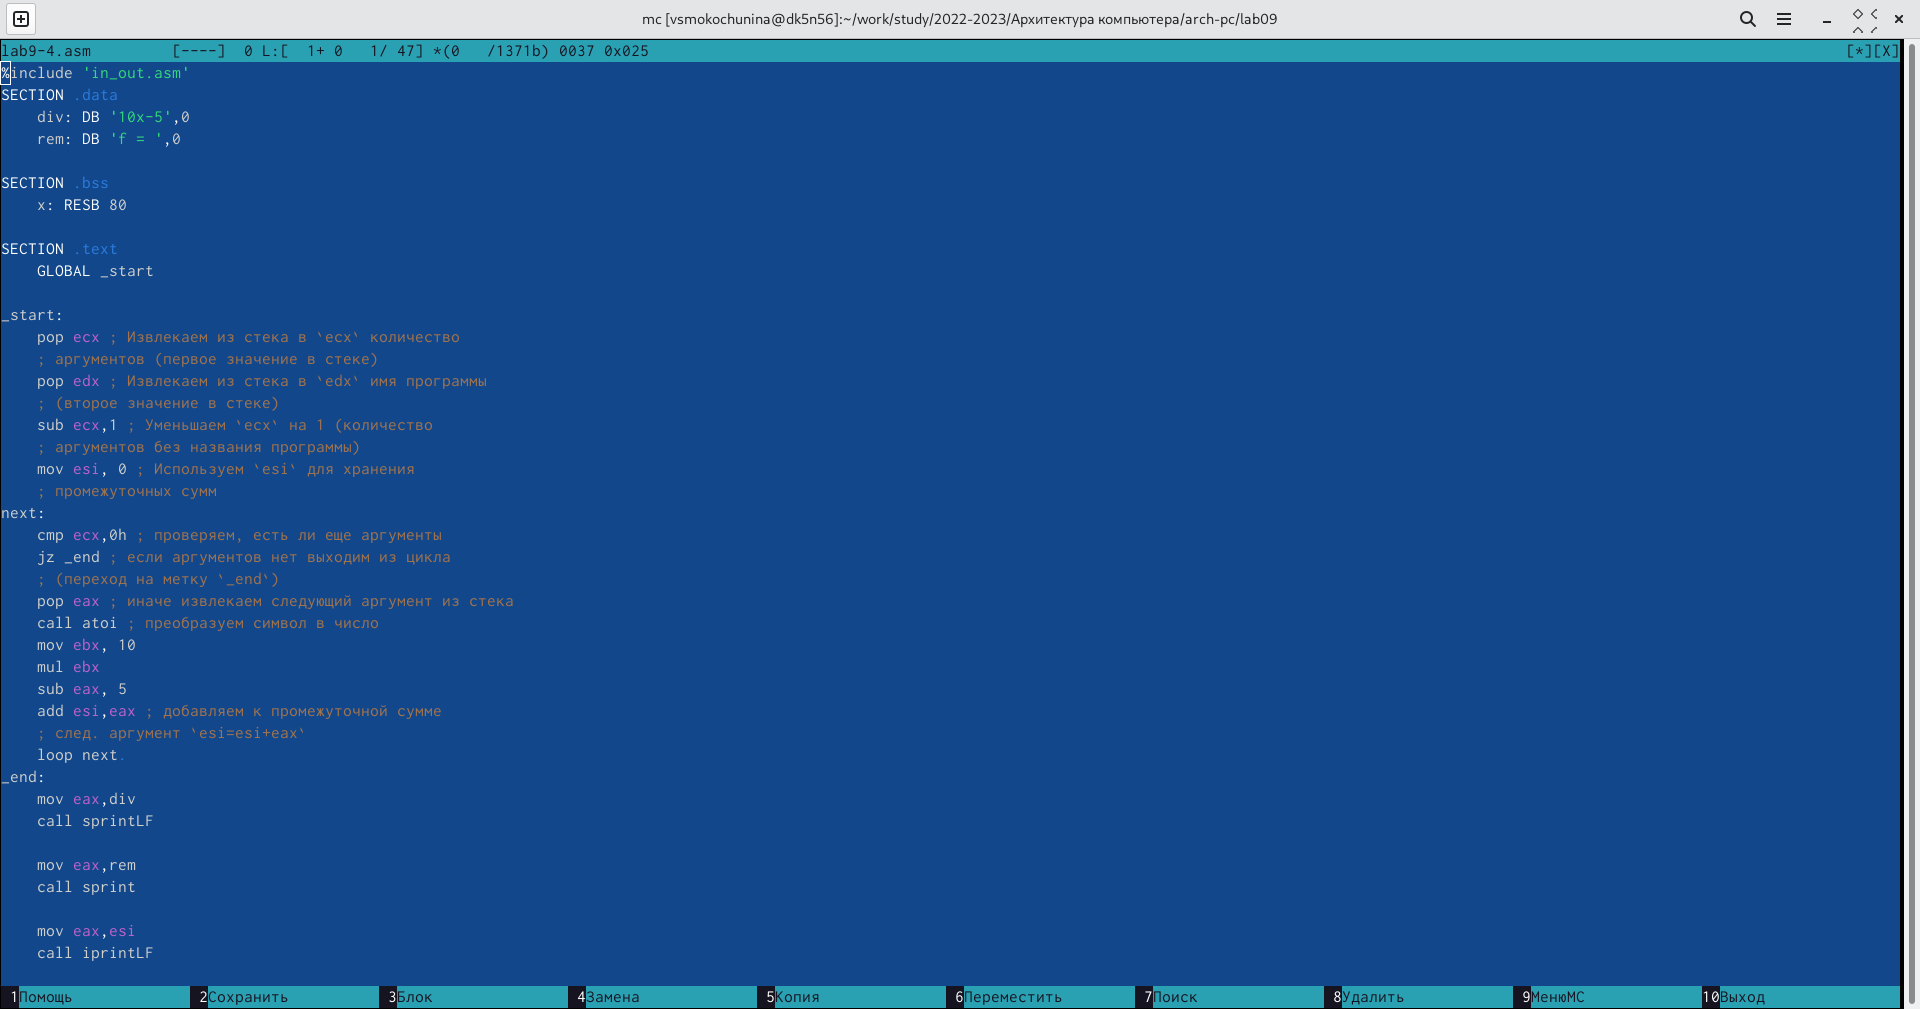 mc [vsmokochunina@dk5n56]:~/work/study/2022-2023/Архитектура компьютера/arch-pc/lab09
lab9-4.asm         [----]  0 L:[  1+ 0   1/ 47] *(0   /1371b) 0037 0x025                    [*][X]
%include 'in_out.asm'
SECTION .data
    div: DB '10x-5',0
    rem: DB 'f = ',0
SECTION .bss
    x: RESB 80
SECTION .text
    GLOBAL _start
_start:
    pop ecx ; Извлекаем из стека в `ecx` количество
    ; аргументов (первое значение в стеке)
    pop edx ; Извлекаем из стека в `edx` имя программы
    ; (второе значение в стеке)
    sub ecx,1 ; Уменьшаем `ecx` на 1 (количество
    ; аргументов без названия программы)
    mov esi, 0 ; Используем `esi` для хранения
    ; промежуточных сумм
next:
    cmp ecx,0h ; проверяем, есть ли еще аргументы
    jz _end ; если аргументов нет выходим из цикла
    ; (переход на метку `_end`)
    pop eax ; иначе извлекаем следующий аргумент из стека
    call atoi ; преобразуем символ в число
    mov ebx, 10
    mul ebx
    sub eax, 5
    add esi,eax ; добавляем к промежуточной сумме
    ; след. аргумент `esi=esi+eax`
    loop next
_end:
    mov eax,div
    call sprintLF
    mov eax,rem
    call sprint
    mov eax,esi
    call iprintLF
1Помощь 2Сохранить 3Блок 4Замена 5Копия 6Переместить 7Поиск 8Удалить 9МенюMC 10Выход